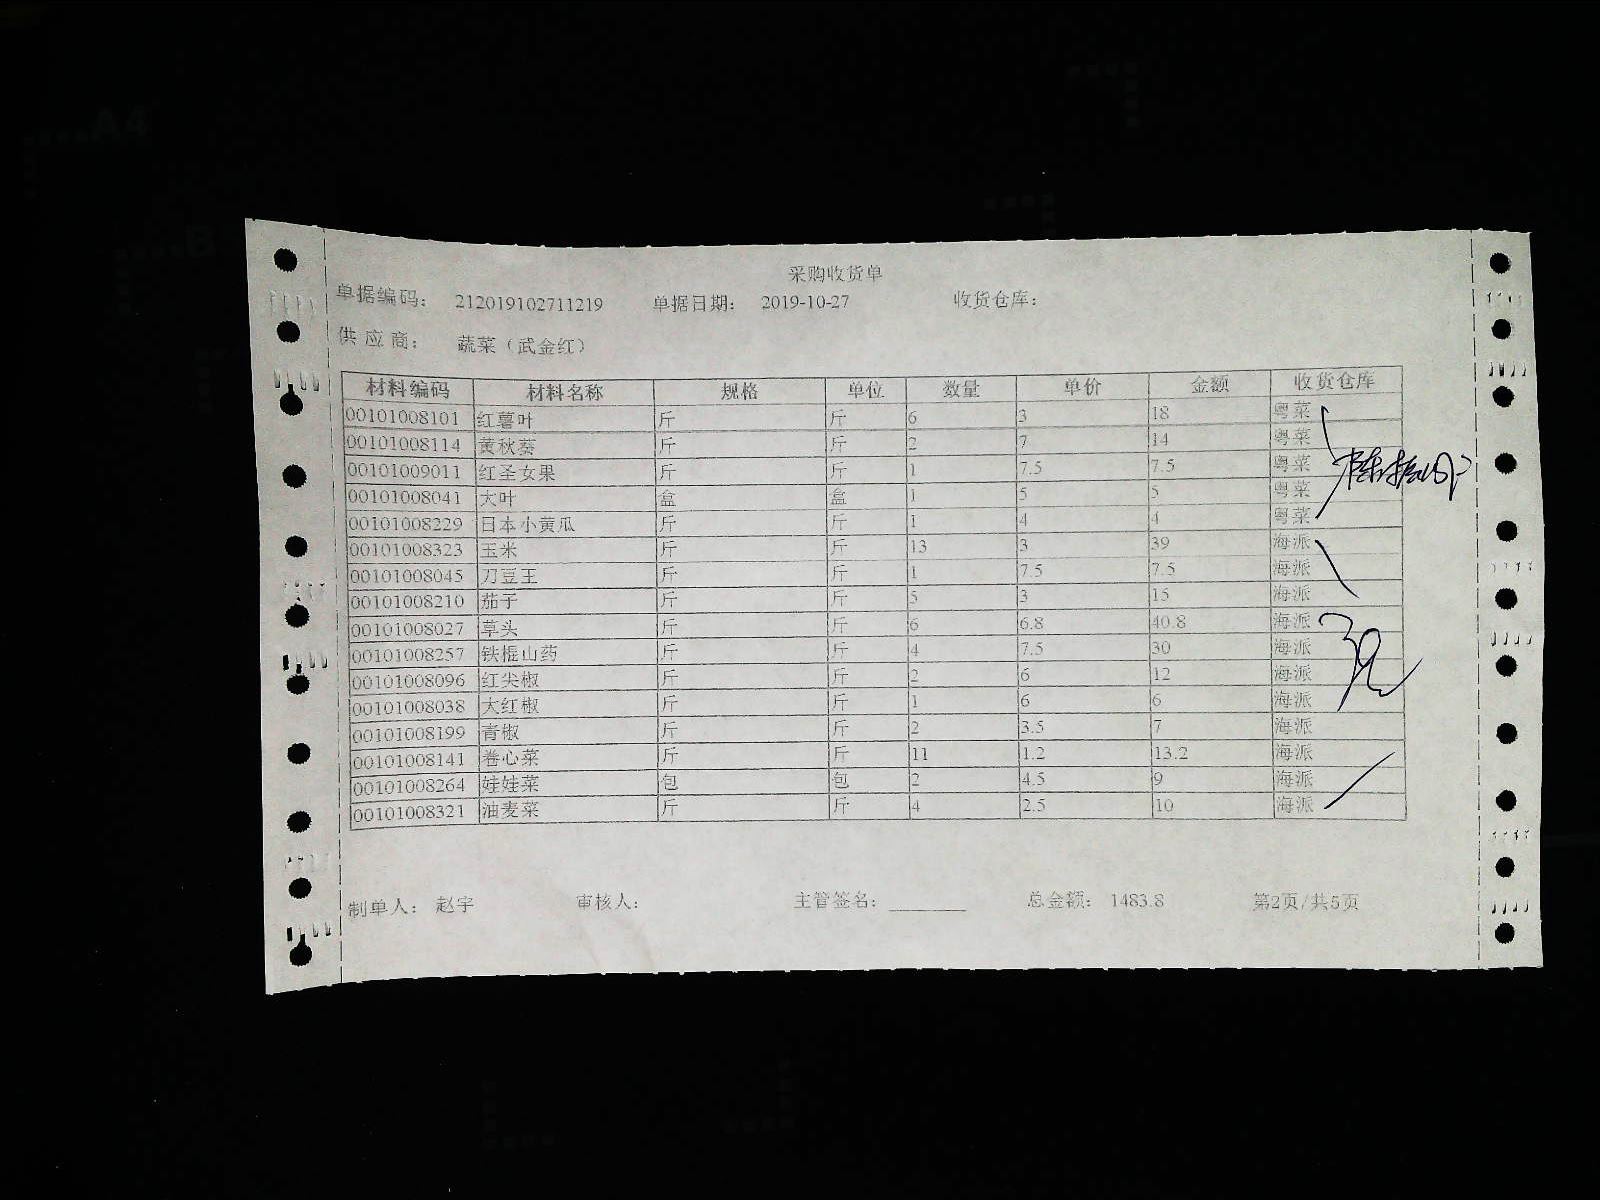 采购收货单
单据编码： 212019102711219 单据日期： 2019-10-27 收货仓库：
供应商： 蔬菜（武金红）
材料编码 材料名称 规格 单位 数量 单价 金额 收货仓库
00101008101 红薯叶 斤 斤 6 3 18 粤菜
00101008114 黄秋葵 斤 斤 2 7 14 粤菜
00101009011 红圣女果 斤 斤 1 7.5 7.5 粤菜
00101008041 大叶 盒 盒 1 5 5 粤菜
00101008229 日本小黄瓜 斤 斤 1 4 4 粤菜
00101008323 玉米 斤 斤 13 3 39 海派
00101008045 刀豆王 斤 斤 1 7.5 7.5 海派
00101008210 茄子 斤 斤 5 3 15 海派
00101008027 草头 斤 斤 6 6.8 40.8 海派
00101008257 铁棍山药 斤 斤 4 7.5 30 海派
00101008096 红尖椒 斤 斤 2 6 12 海派
00101008038 大红椒 斤 斤 1 6 6 海派
00101008199 青椒 斤 斤 2 3.5 7 海派
00101008141 卷心菜 斤 斤 11 1.2 13.2 海派
00101008264 娃娃菜 包 包 2 4.5 9 海派
00101008321 油麦菜 斤 斤 4 2.5 10 海派
制单人： 赵宇 审核人： 主管签名： 总金额： 1483.8 第2页/共5页